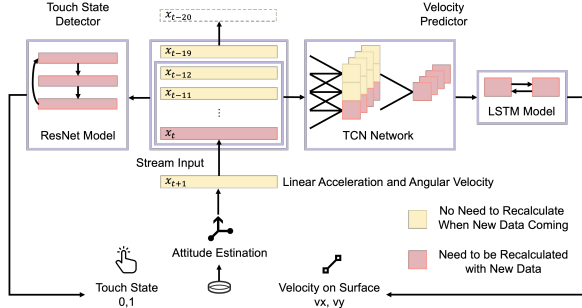 Touch State
Detector
Velocity
Predictor
x_{t−20}
x_{t−19}
x_{t−12}
x_{t−11}
⋮
x_t
ResNet Model
TCN Network
LSTM Model
Stream Input
x_{t+1}
Linear Acceleration and Angular Velocity
No Need to Recalculate
When New Data Coming
Attitude Estination
Need to be Recalculated
with New Data
Touch State
0,1
Velocity on Surface
vx, vy